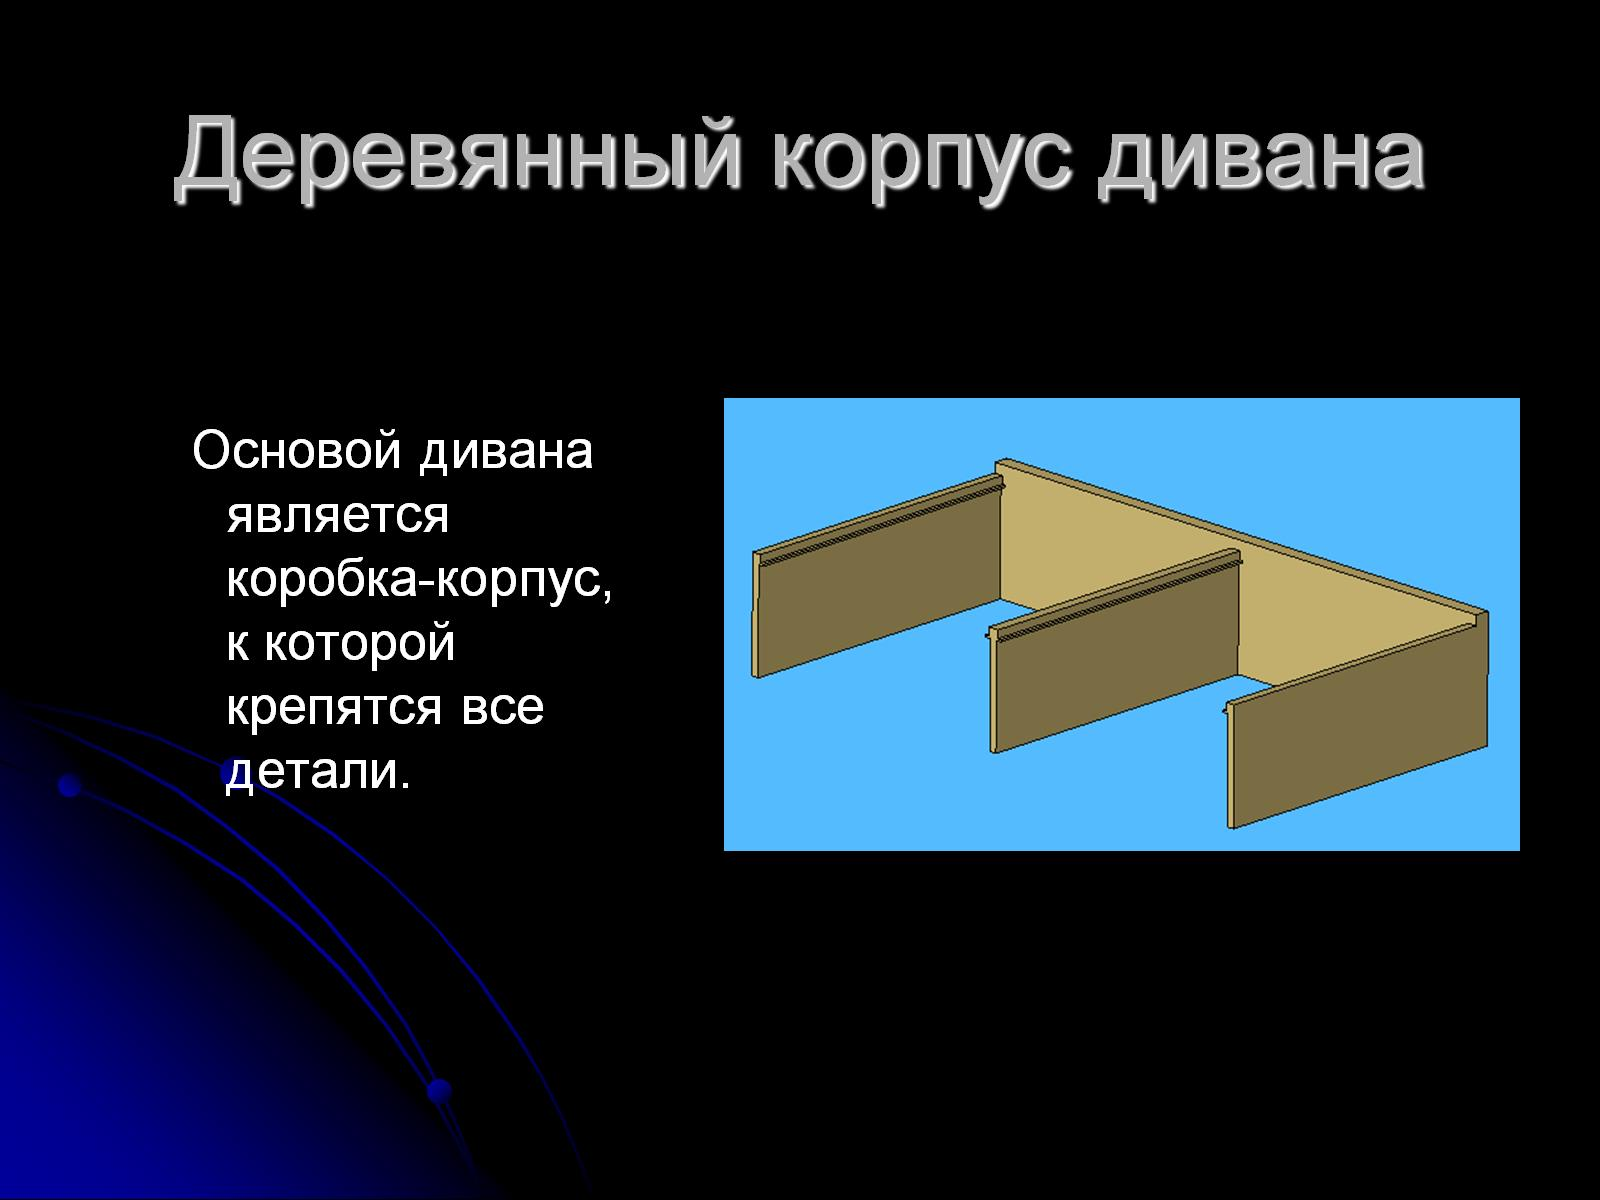 Деревянный корпус дивана
Основой дивана
является
коробка-корпус,
к которой
крепятся все
детали.